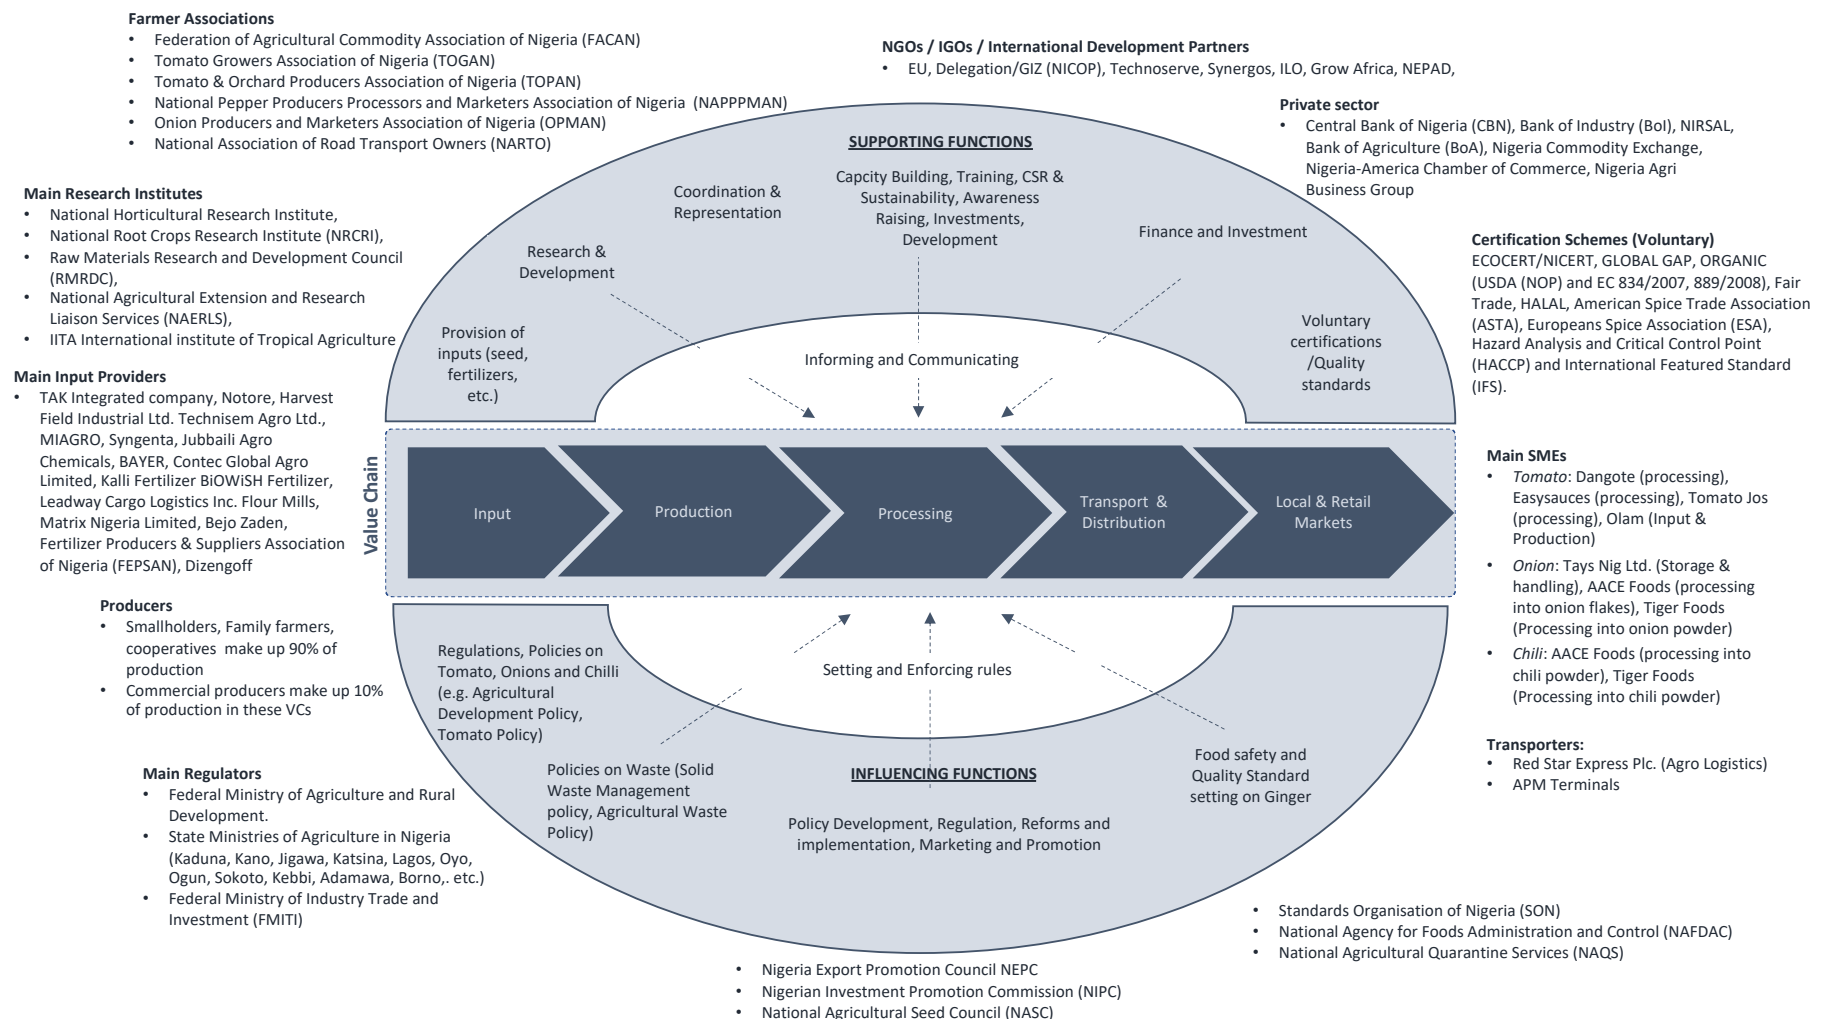 Farmer Associations
• Federation of Agricultural Commodity Association of Nigeria (FACAN)
• Tomato Growers Association of Nigeria (TOGAN)
• Tomato & Orchard Producers Association of Nigeria (TOPAN)
• National Pepper Producers Processors and Marketers Association of Nigeria (NAPPPMAN)
• Onion Producers and Marketers Association of Nigeria (OPMAN)
• National Association of Road Transport Owners (NARTO)
NGOs / IGOs / International Development Partners
• EU, Delegation/GIZ (NICOP), Technoserve, Synergos, ILO, Grow Africa, NEPAD,
Private sector
• Central Bank of Nigeria (CBN), Bank of Industry (BoI), NIRSAL,
Bank of Agriculture (BoA), Nigeria Commodity Exchange,
Nigeria-America Chamber of Commerce, Nigeria Agri
Business Group
Main Research Institutes
• National Horticultural Research Institute,
• National Root Crops Research Institute (NRCRI),
• Raw Materials Research and Development Council
(RMRDC),
• National Agricultural Extension and Research
Liaison Services (NAERLS),
• IITA International institute of Tropical Agriculture
SUPPORTING FUNCTIONS
Coordination &
Representation
Capcity Building, Training, CSR &
Sustainability, Awareness
Raising, Investments,
Development
Research &
Development
Finance and Investment
Provision of
inputs (seed,
fertilizers,
etc.)
Voluntary
certifications
/Quality
standards
Informing and Communicating
Certification Schemes (Voluntary)
ECOCERT/NICERT, GLOBAL GAP, ORGANIC
(USDA (NOP) and EC 834/2007, 889/2008), Fair
Trade, HALAL, American Spice Trade Association
(ASTA), Europeans Spice Association (ESA),
Hazard Analysis and Critical Control Point
(HACCP) and International Featured Standard
(IFS).
Main Input Providers
• TAK Integrated company, Notore, Harvest
Field Industrial Ltd. Technisem Agro Ltd.,
MIAGRO, Syngenta, Jubbaili Agro
Chemicals, BAYER, Contec Global Agro
Limited, Kalli Fertilizer BiOWiSH Fertilizer,
Leadway Cargo Logistics Inc. Flour Mills,
Matrix Nigeria Limited, Bejo Zaden,
Fertilizer Producers & Suppliers Association
of Nigeria (FEPSAN), Dizengoff
Value Chain
Input
Production
Processing
Transport &
Distribution
Local & Retail
Markets
Main SMEs
• Tomato: Dangote (processing),
Easysauces (processing), Tomato Jos
(processing), Olam (Input &
Production)
• Onion: Tays Nig Ltd. (Storage &
handling), AACE Foods (processing
into onion flakes), Tiger Foods
(Processing into onion powder)
• Chili: AACE Foods (processing into
chili powder), Tiger Foods
(Processing into chili powder)
Producers
• Smallholders, Family farmers,
cooperatives make up 90% of
production
• Commercial producers make up 10%
of production in these VCs
Regulations, Policies on
Tomato, Onions and Chilli
(e.g. Agricultural
Development Policy,
Tomato Policy)
Setting and Enforcing rules
Policies on Waste (Solid
Waste Management
policy, Agricultural Waste
Policy)
INFLUENCING FUNCTIONS
Policy Development, Regulation, Reforms and
implementation, Marketing and Promotion
Food safety and
Quality Standard
setting on Ginger
Transporters:
• Red Star Express Plc. (Agro Logistics)
• APM Terminals
Main Regulators
• Federal Ministry of Agriculture and Rural
Development.
• State Ministries of Agriculture in Nigeria
(Kaduna, Kano, Jigawa, Katsina, Lagos, Oyo,
Ogun, Sokoto, Kebbi, Adamawa, Borno,. etc.)
• Federal Ministry of Industry Trade and
Investment (FMITI)
• Standards Organisation of Nigeria (SON)
• National Agency for Foods Administration and Control (NAFDAC)
• National Agricultural Quarantine Services (NAQS)
• Nigeria Export Promotion Council NEPC
• Nigerian Investment Promotion Commission (NIPC)
• National Agricultural Seed Council (NASC)